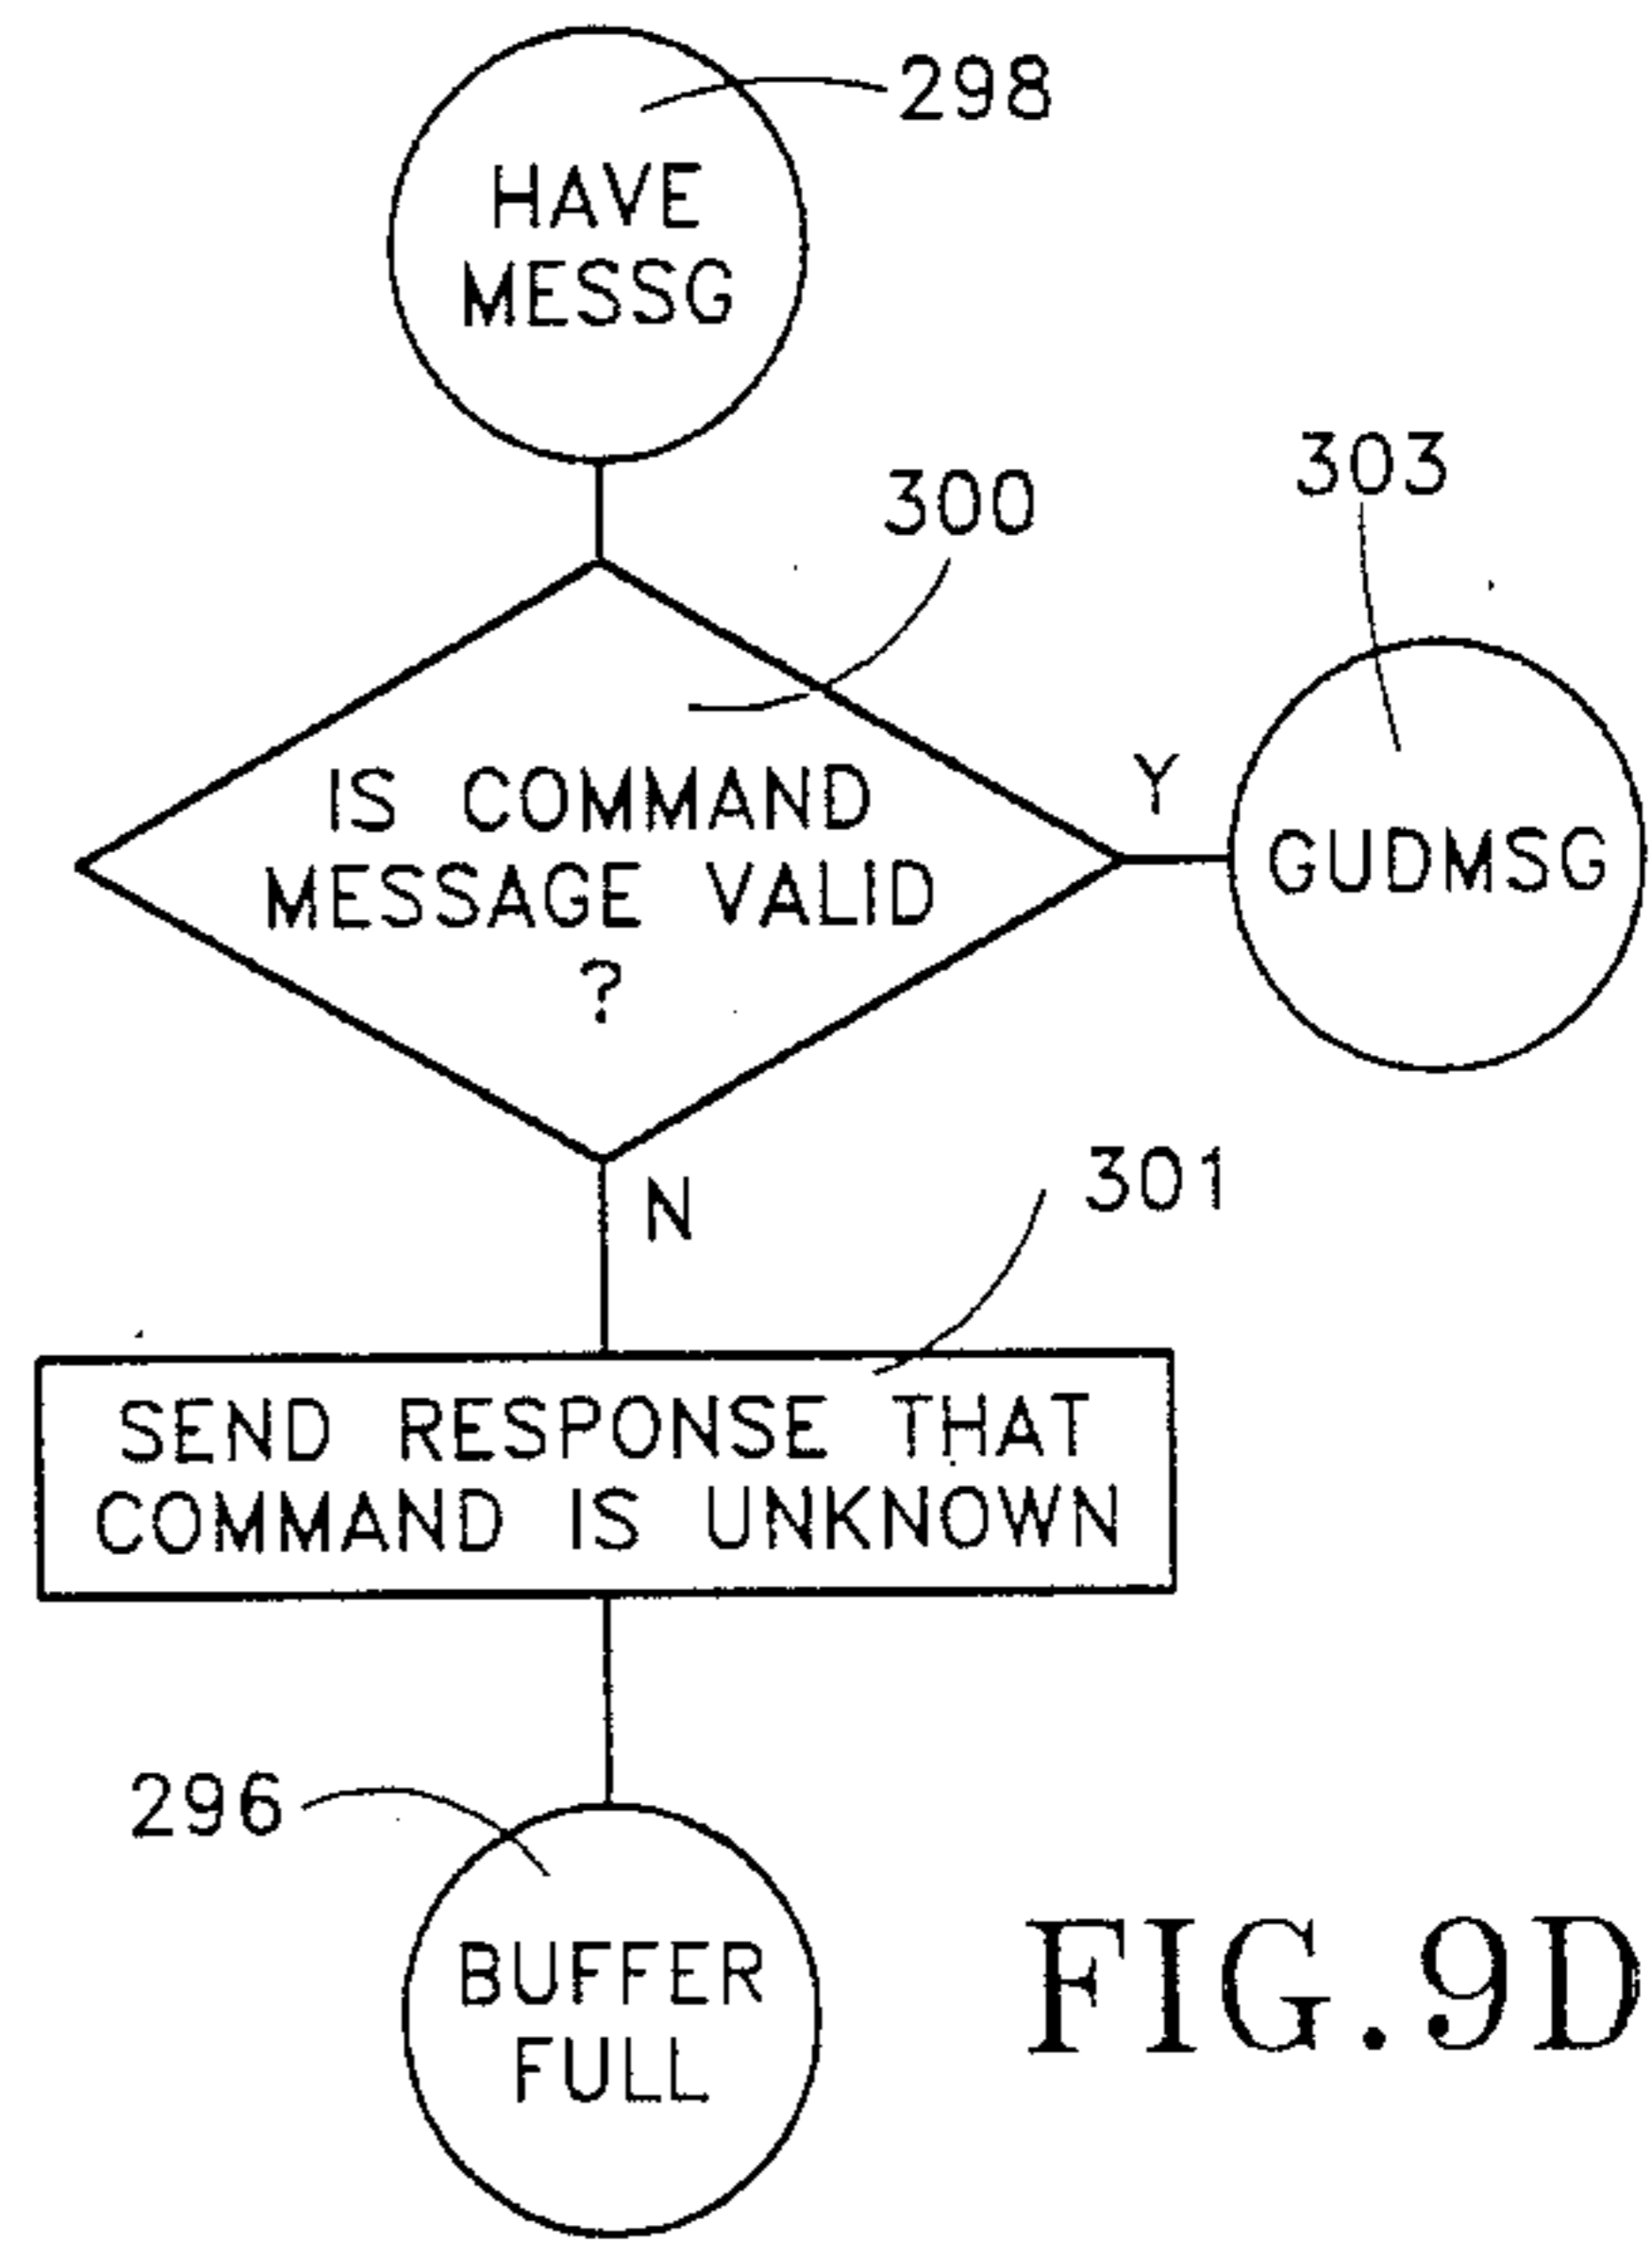 298
HAVE
MESSG
300
303
IS COMMAND
MESSAGE VALID
?
Y
GUDMSG
N
301
SEND RESPONSE THAT
COMMAND IS UNKNOWN
296
BUFFER
FULL
FIG.9D